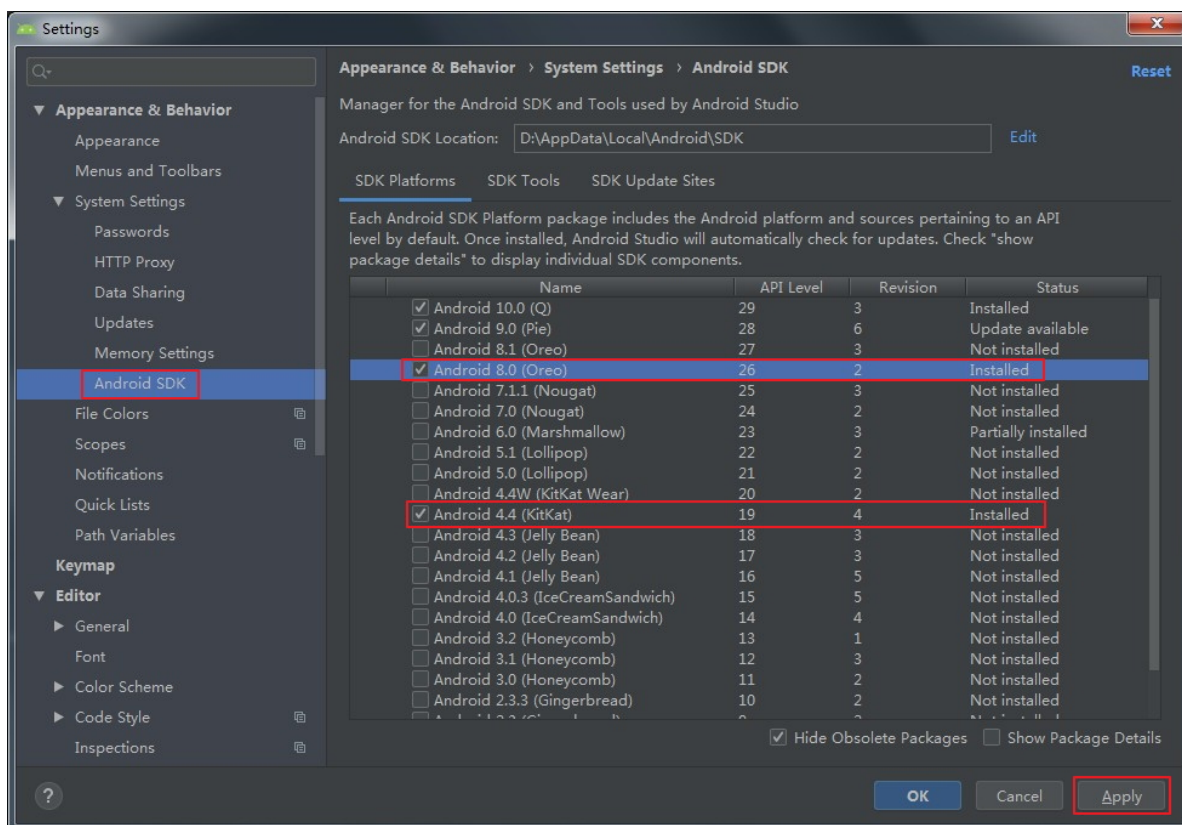 Settings
Appearance & Behavior › System Settings › Android SDK
Reset
▼ Appearance & Behavior
Appearance
Menus and Toolbars
▼ System Settings
Passwords
HTTP Proxy
Data Sharing
Updates
Memory Settings
Android SDK
File Colors
Scopes
Notifications
Quick Lists
Path Variables
Keymap
▼ Editor
▶ General
Font
▶ Color Scheme
▶ Code Style
Inspections
Manager for the Android SDK and Tools used by Android Studio
Android SDK Location: D:\AppData\Local\Android\SDK Edit
SDK Platforms SDK Tools SDK Update Sites
Each Android SDK Platform package includes the Android platform and sources pertaining to an API
level by default. Once installed, Android Studio will automatically check for updates. Check "show
package details" to display individual SDK components.
Name API Level Revision Status
Android 10.0 (Q) 29 3 Installed
Android 9.0 (Pie) 28 6 Update available
Android 8.1 (Oreo) 27 3 Not installed
Android 8.0 (Oreo) 26 2 Installed
Android 7.1.1 (Nougat) 25 3 Not installed
Android 7.0 (Nougat) 24 2 Not installed
Android 6.0 (Marshmallow) 23 3 Partially installed
Android 5.1 (Lollipop) 22 2 Not installed
Android 5.0 (Lollipop) 21 2 Not installed
Android 4.4W (KitKat Wear) 20 2 Not installed
Android 4.4 (KitKat) 19 4 Installed
Android 4.3 (Jelly Bean) 18 3 Not installed
Android 4.2 (Jelly Bean) 17 3 Not installed
Android 4.1 (Jelly Bean) 16 5 Not installed
Android 4.0.3 (IceCreamSandwich) 15 5 Not installed
Android 4.0 (IceCreamSandwich) 14 4 Not installed
Android 3.2 (Honeycomb) 13 1 Not installed
Android 3.1 (Honeycomb) 12 3 Not installed
Android 3.0 (Honeycomb) 11 2 Not installed
Android 2.3.3 (Gingerbread) 10 2 Not installed
Hide Obsolete Packages Show Package Details
? OK Cancel Apply